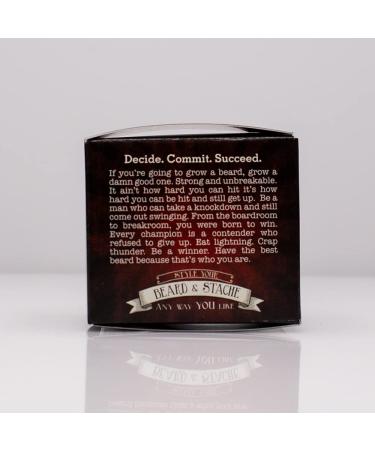 Decide. Commit. Succeed.
If you're going to grow a beard, grow a
damn good one. Strong and unbreakable.
It ain't how hard you can hit it's how
hard you can be hit and still get up. Be a
man who can take a knockdown and still
come out swinging. From the boardroom
to breakroom, you were born to win.
Every champion is a contender who
refused to give up. Eat lightning. Crap
thunder. Be a winner. Have the best
beard because that's who you are.
STYLE YOUR
BEARD & STACHE
ANY WAY YOU LIKE